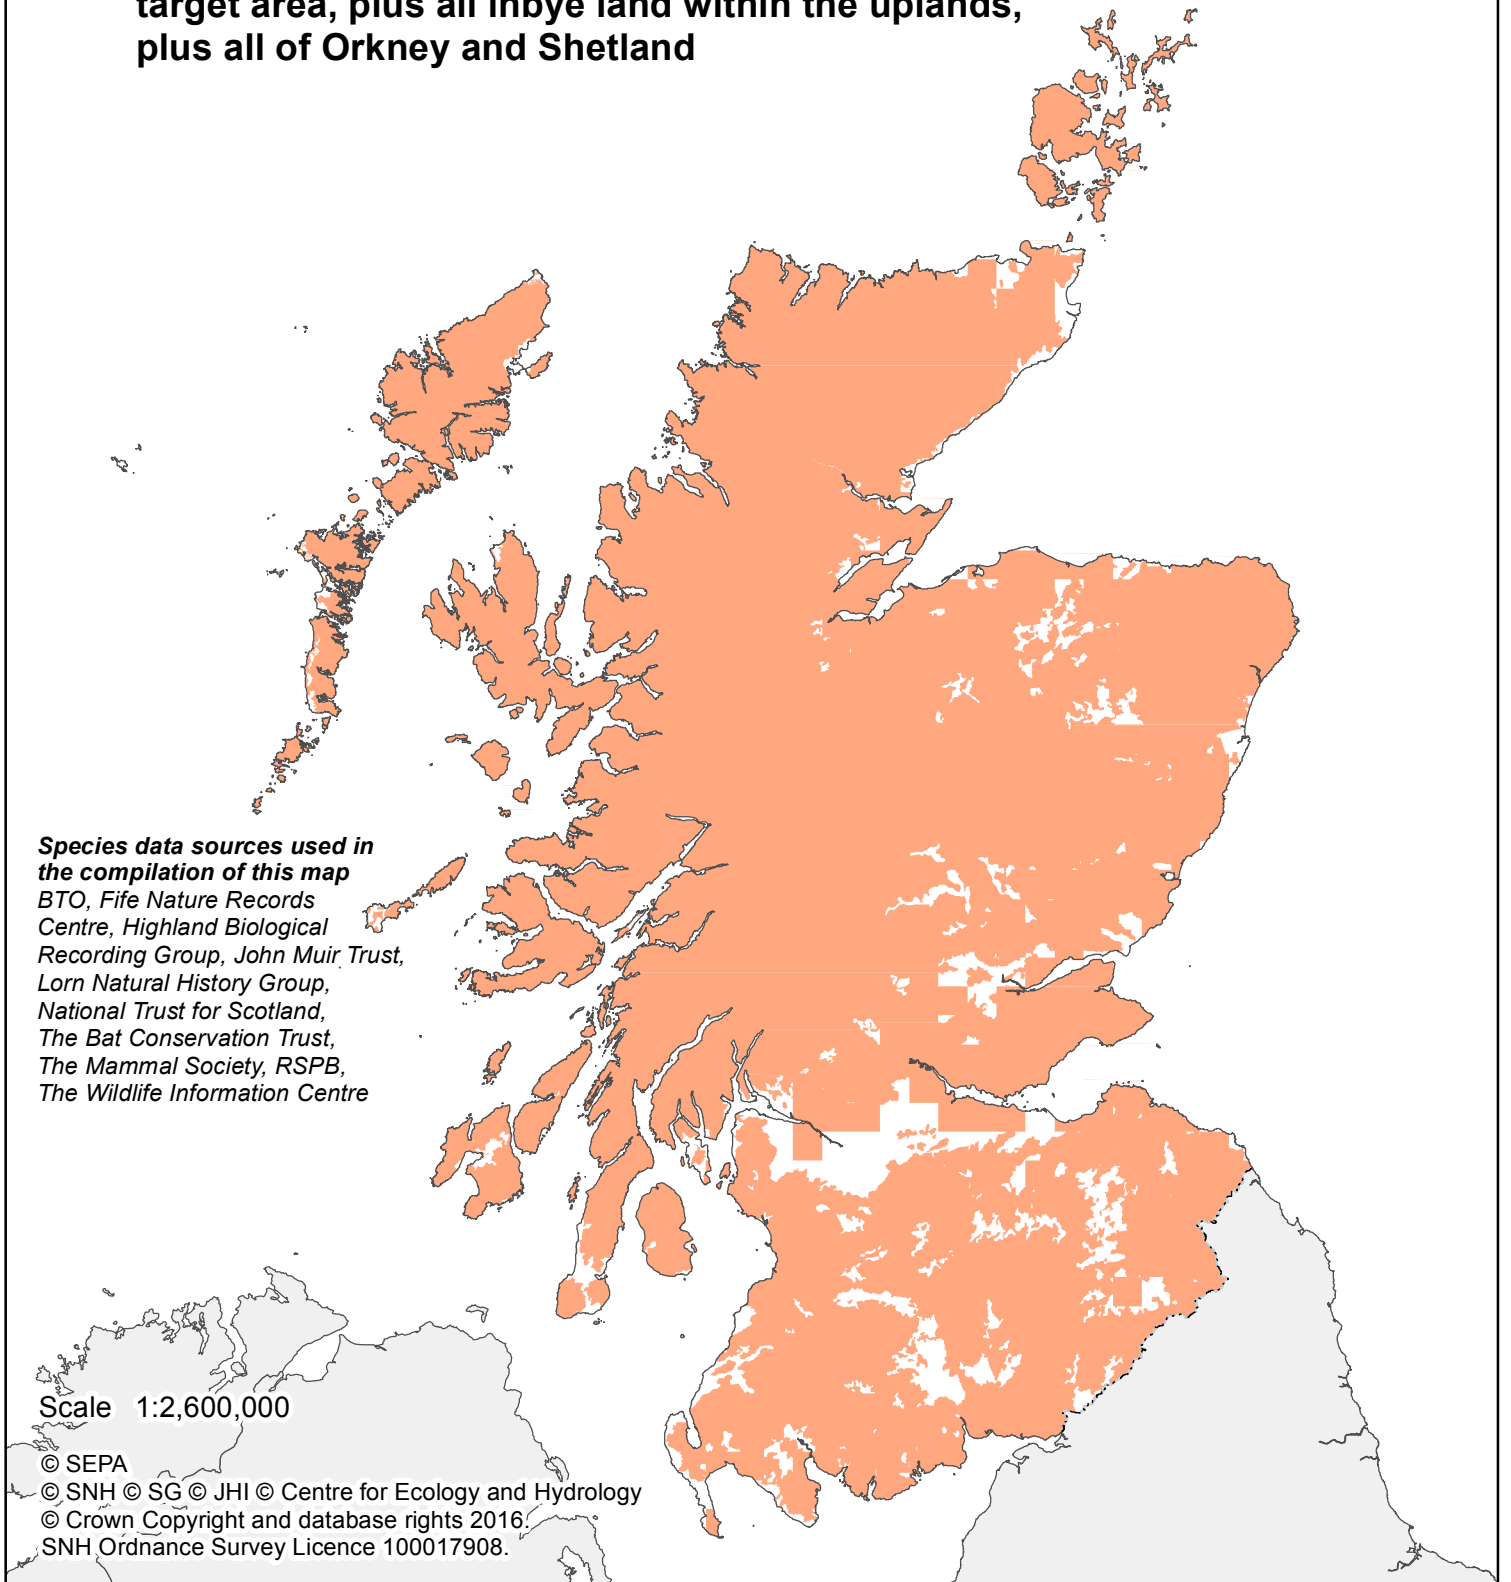 target area, plus all inbye land within the uplands,
plus all of Orkney and Shetland
Species data sources used in
the compilation of this map
BTO, Fife Nature Records
Centre, Highland Biological
Recording Group, John Muir Trust,
Lorn Natural History Group,
National Trust for Scotland,
The Bat Conservation Trust,
The Mammal Society, RSPB,
The Wildlife Information Centre
Scale 1:2,600,000
© SEPA
© SNH © SG © JHI © Centre for Ecology and Hydrology
© Crown Copyright and database rights 2016.
SNH Ordnance Survey Licence 100017908.